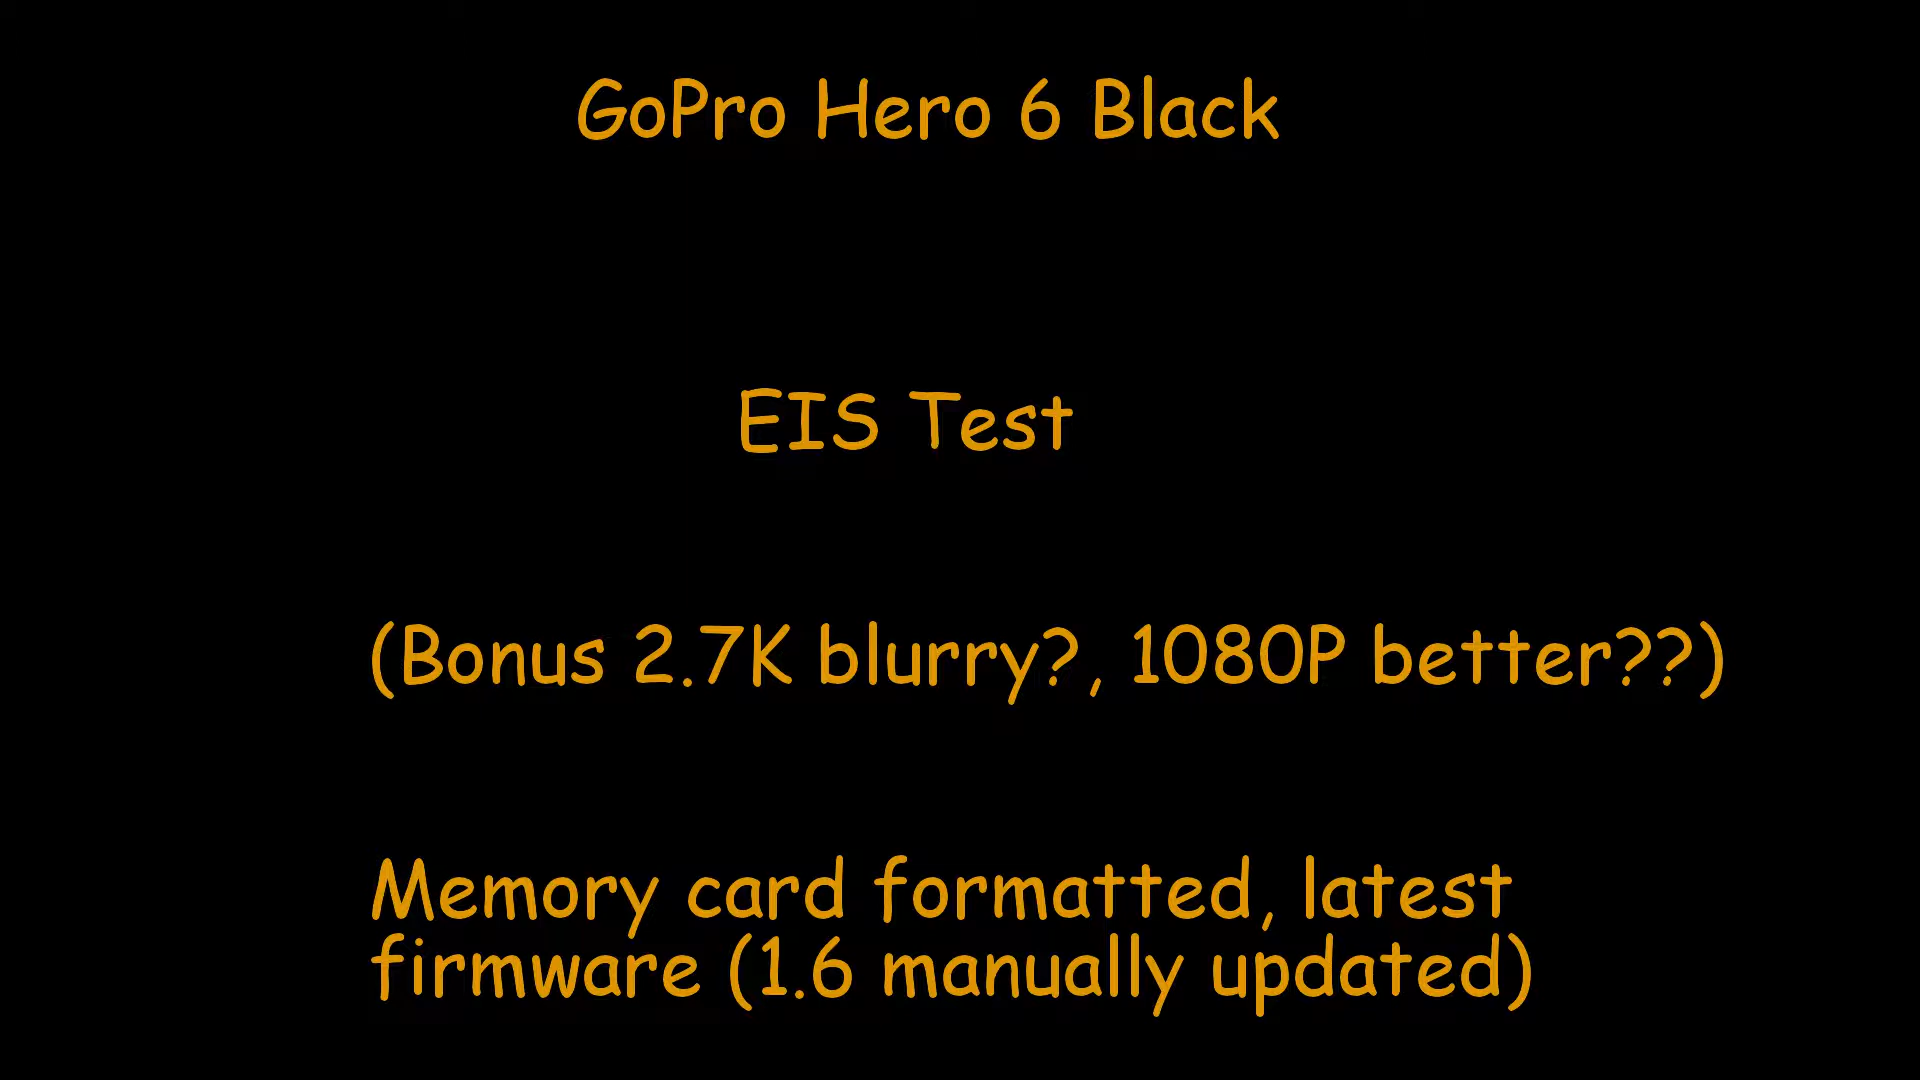 GoPro Hero 6 Black
EIS Test
(Bonus 2.7K blurry?, 1080P better??)
Memory card formatted, latest
firmware (1.6 manually updated)